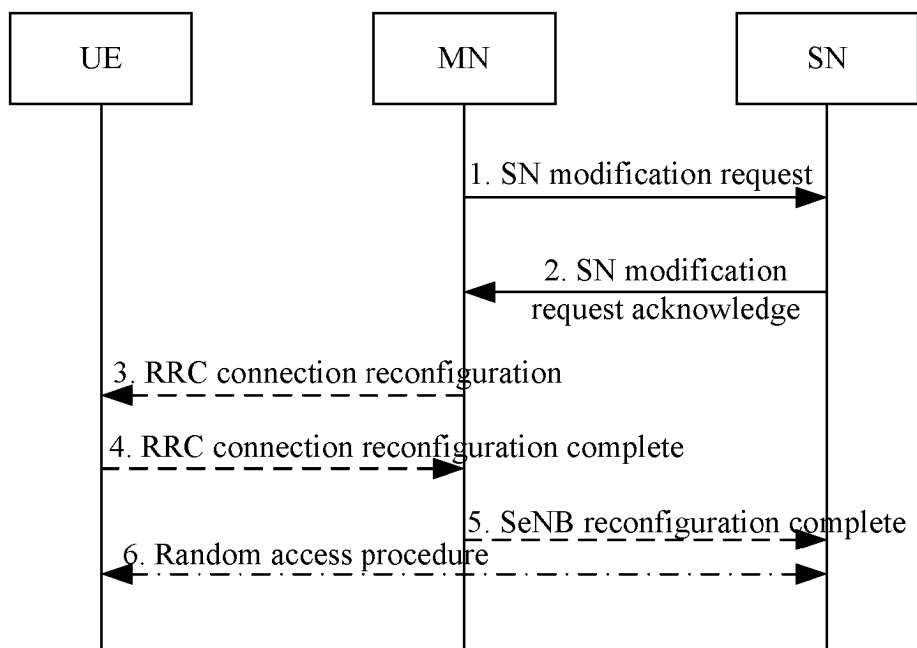 UE
MN
SN
1. SN modification request
2. SN modification
request acknowledge
3. RRC connection reconfiguration
4. RRC connection reconfiguration complete
5. SeNB reconfiguration complete
6. Random access procedure